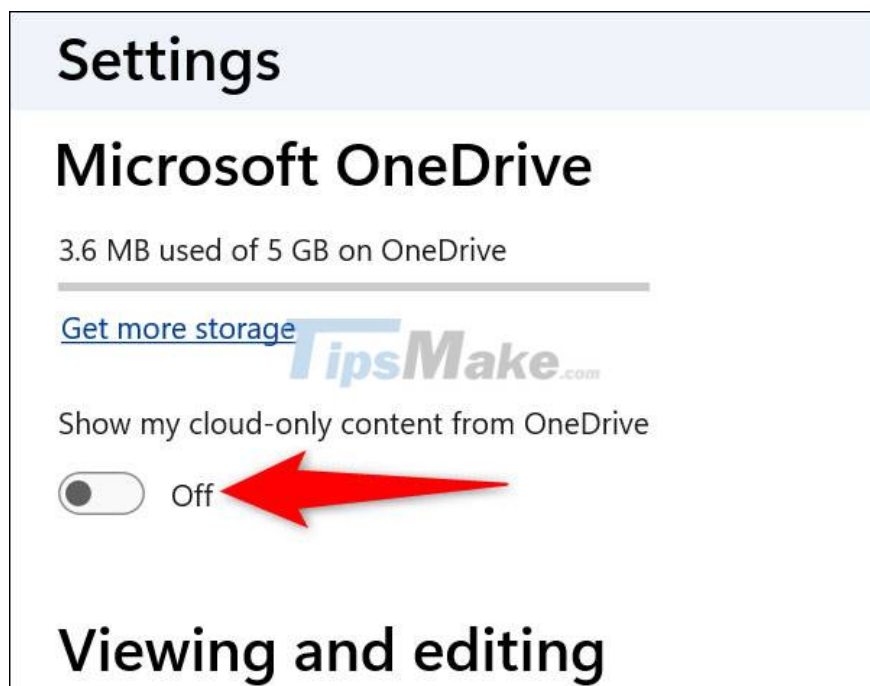 Settings
Microsoft OneDrive
3.6 MB used of 5 GB on OneDrive
Get more storage
TipsMake.com
Show my cloud-only content from OneDrive
Off
Viewing and editing